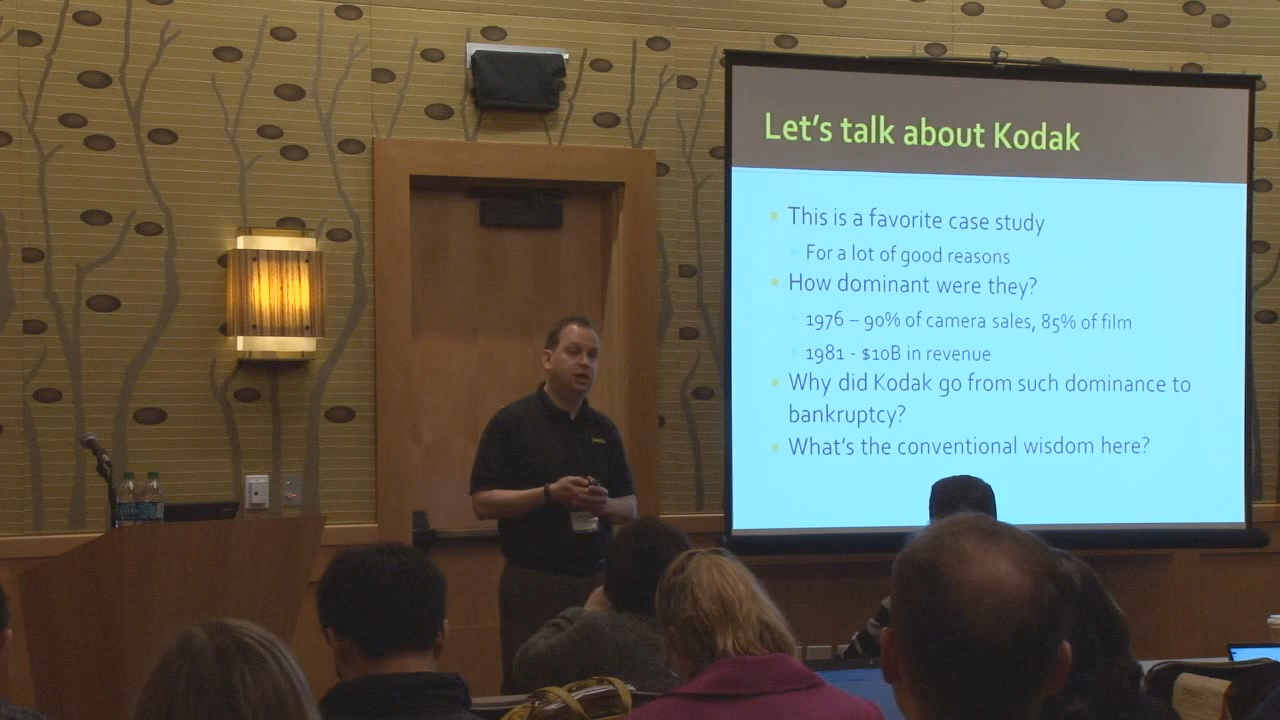 Let's talk about Kodak
This is a favorite case study
For a lot of good reasons
How dominant were they?
1976 – 90% of camera sales, 85% of film
1981 - $10B in revenue
Why did Kodak go from such dominance to
bankruptcy?
What's the conventional wisdom here?